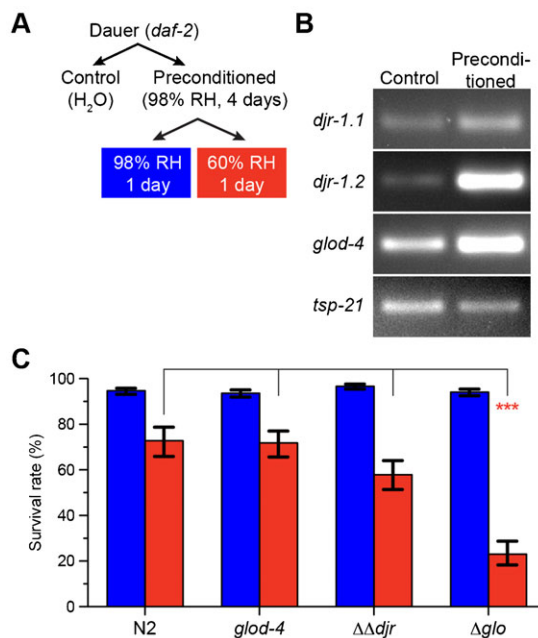 A
Dauer (daf-2)
Control
(H₂O)
Preconditioned
(98% RH, 4 days)
98% RH
1 day
60% RH
1 day
B
Control
Precondi-
tioned
djr-1.1
djr-1.2
glod-4
tsp-21
C
Survival rate (%)
100
80
60
40
20
0
***
N2
glod-4
ΔΔdjr
Δglo